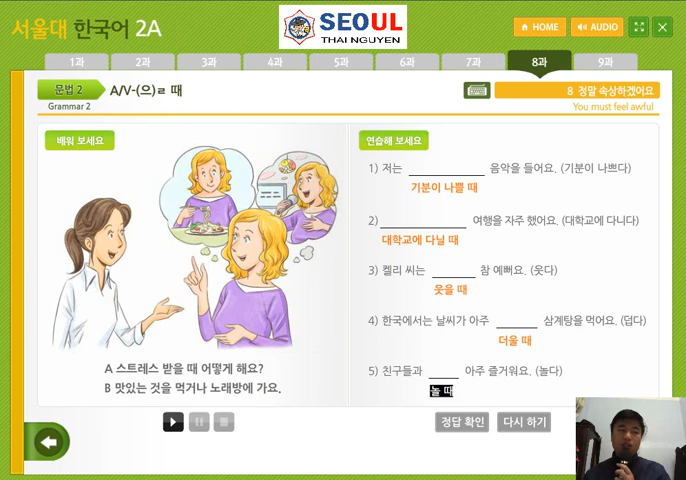 서울대 한국어 2A
SEOUL
THAI NGUYEN
HOME
AUDIO
1과 2과 3과 4과 5과 6과 7과 8과 9과
문법 2
Grammar 2
A/V-(으)ㄹ 때
8 정말 속상하겠어요
You must feel awful
배워 보세요
A 스트레스 받을 때 어떻게 해요?
B 맛있는 것을 먹거나 노래방에 가요.
연습해 보세요
1) 저는 ____________ 음악을 들어요. (기분이 나쁘다)
기분이 나쁠 때
2) ____________ 여행을 자주 했어요. (대학교에 다니다)
대학교에 다닐 때
3) 켈리 씨는 _______ 참 예뻐요. (웃다)
웃을 때
4) 한국에서는 날씨가 아주 _______ 삼계탕을 먹어요. (덥다)
더울 때
5) 친구들과 _____ 아주 즐거워요. (놀다)
놀 때
정답 확인
다시 하기